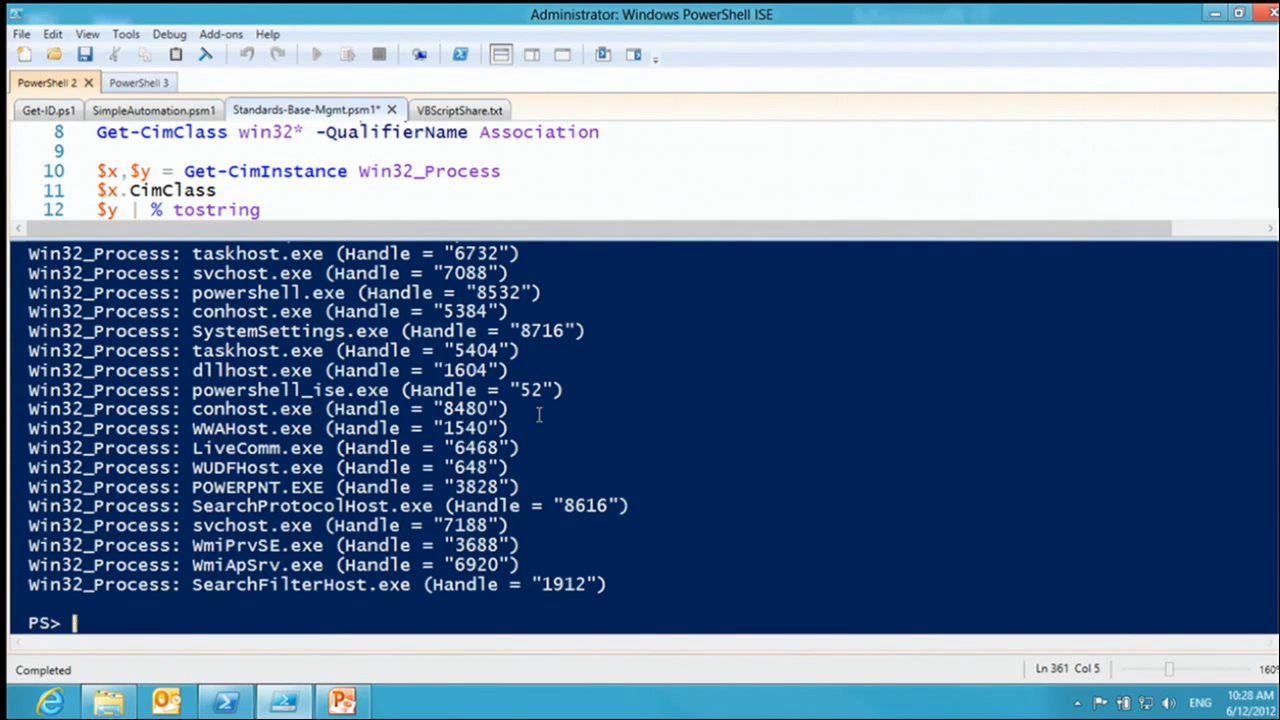 Administrator: Windows PowerShell ISE
File Edit View Tools Debug Add-ons Help
PowerShell 2 PowerShell 3
Get-ID.ps1 SimpleAutomation.psm1 Standards-Base-Mgmt.psm1* VBScriptShare.txt
8 Get-CimClass win32* -QualifierName Association
9
10 $x,$y = Get-CimInstance Win32_Process
11 $x.CimClass
12 $y | % tostring
Win32_Process: taskhost.exe (Handle = "6732")
Win32_Process: svchost.exe (Handle = "7088")
Win32_Process: powershell.exe (Handle = "8532")
Win32_Process: conhost.exe (Handle = "5384")
Win32_Process: SystemSettings.exe (Handle = "8716")
Win32_Process: taskhost.exe (Handle = "5404")
Win32_Process: dllhost.exe (Handle = "1604")
Win32_Process: powershell_ise.exe (Handle = "52")
Win32_Process: conhost.exe (Handle = "8480")
Win32_Process: WWAHost.exe (Handle = "1540")
Win32_Process: LiveComm.exe (Handle = "6468")
Win32_Process: WUDFHost.exe (Handle = "648")
Win32_Process: POWERPNT.EXE (Handle = "3828")
Win32_Process: SearchProtocolHost.exe (Handle = "8616")
Win32_Process: svchost.exe (Handle = "7188")
Win32_Process: WmiPrvSE.exe (Handle = "3688")
Win32_Process: WmiApSrv.exe (Handle = "6920")
Win32_Process: SearchFilterHost.exe (Handle = "1912")
PS>
Completed Ln 361 Col 5 160%
ENG 10:28 AM
6/12/2012